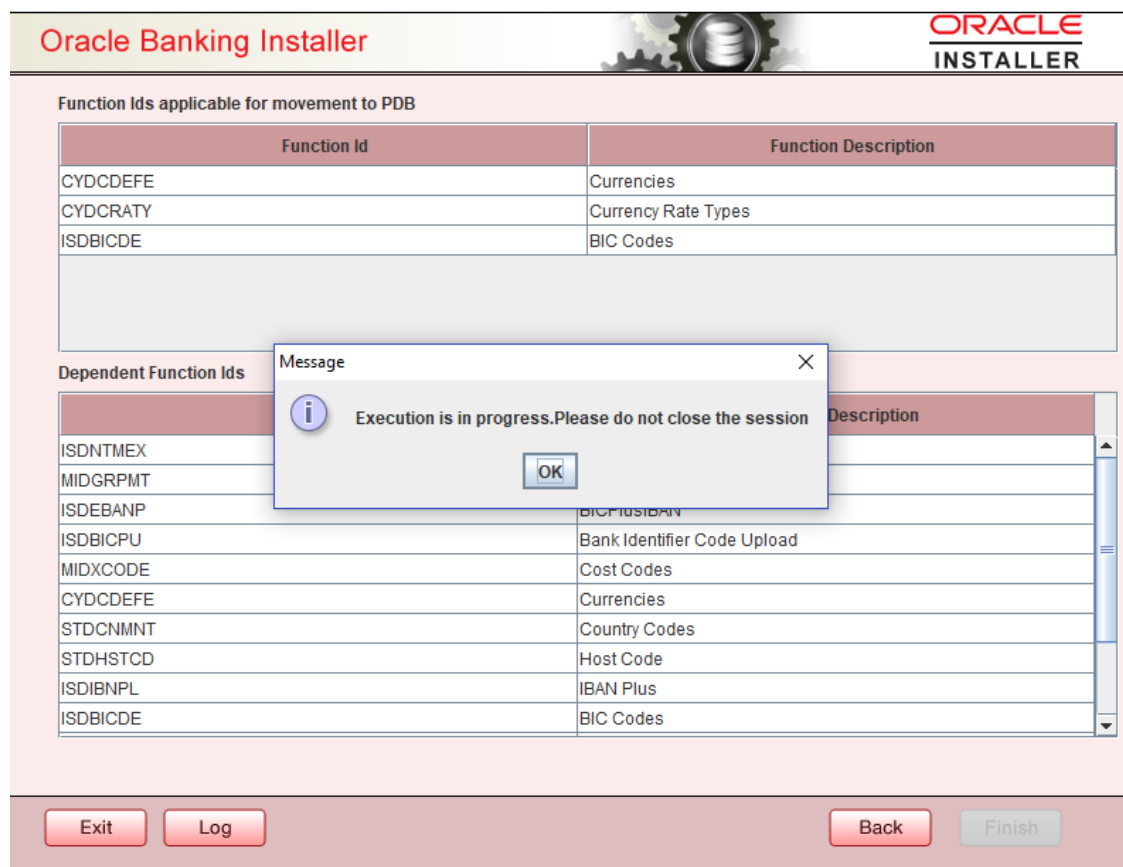 Oracle Banking Installer
ORACLE
INSTALLER
Function Ids applicable for movement to PDB
Function Id Function Description
CYDCDEFE Currencies
CYDCRATY Currency Rate Types
ISDBICDE BIC Codes
Message
Execution is in progress.Please do not close the session
OK
Dependent Function Ids
Description
ISDNTMEX
MIDGRPMT
ISDEBANP BICPlusIBAN
ISDBICPU Bank Identifier Code Upload
MIDXCODE Cost Codes
CYDCDEFE Currencies
STDCNMNT Country Codes
STDHSTCD Host Code
ISDIBNPL IBAN Plus
ISDBICDE BIC Codes
Exit Log Back Finish